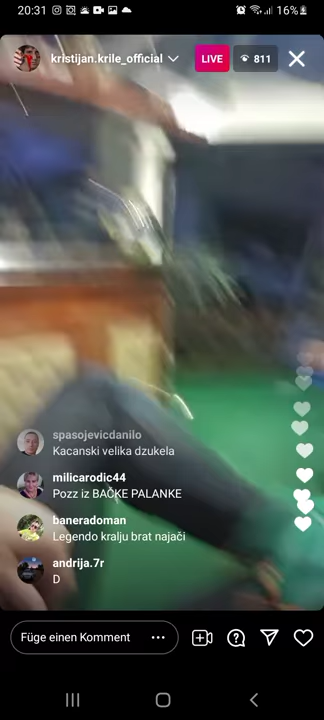 20:31
16%
kristijan.krile_official
LIVE
811
spasojevicdanilo
Kacanski velika dzukela
milicarodic44
Pozz iz BAČKE PALANKE
baneradoman
Legendo kralju brat najači
andrija.7r
D
Füge einen Kommentar